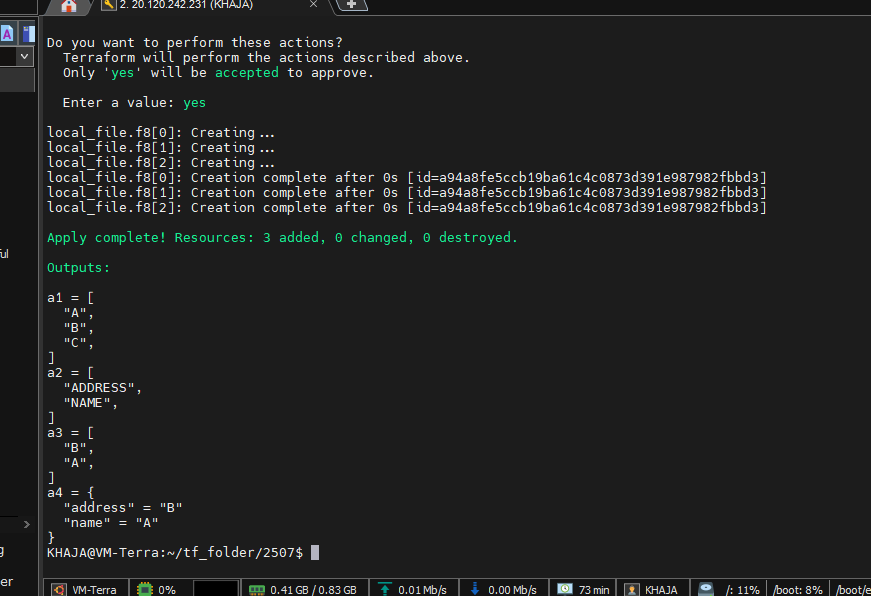 2. 20.120.242.231 (KHAJA)
Do you want to perform these actions?
  Terraform will perform the actions described above.
  Only 'yes' will be accepted to approve.
  Enter a value: yes
local_file.f8[0]: Creating...
local_file.f8[1]: Creating...
local_file.f8[2]: Creating...
local_file.f8[0]: Creation complete after 0s [id=a94a8fe5ccb19ba61c4c0873d391e987982fbbd3]
local_file.f8[1]: Creation complete after 0s [id=a94a8fe5ccb19ba61c4c0873d391e987982fbbd3]
local_file.f8[2]: Creation complete after 0s [id=a94a8fe5ccb19ba61c4c0873d391e987982fbbd3]
Apply complete! Resources: 3 added, 0 changed, 0 destroyed.
Outputs:
a1 = [
  "A",
  "B",
  "C",
]
a2 = [
  "ADDRESS",
  "NAME",
]
a3 = [
  "B",
  "A",
]
a4 = {
  "address" = "B"
  "name" = "A"
}
KHAJA@VM-Terra:~/tf_folder/2507$
VM-Terra 0% 0.41 GB / 0.83 GB 0.01 Mb/s 0.00 Mb/s 73 min KHAJA /: 11% /boot: 8% /boot/e